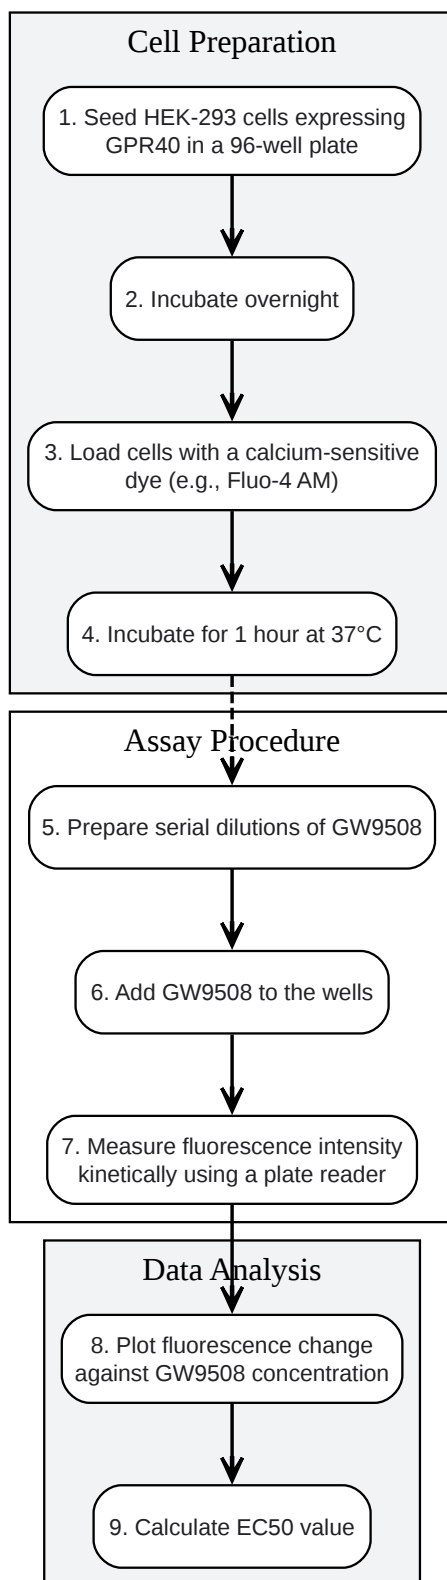 Cell Preparation
1. Seed HEK-293 cells expressing
GPR40 in a 96-well plate
2. Incubate overnight
3. Load cells with a calcium-sensitive
dye (e.g., Fluo-4 AM)
4. Incubate for 1 hour at 37°C
Assay Procedure
5. Prepare serial dilutions of GW9508
6. Add GW9508 to the wells
7. Measure fluorescence intensity
kinetically using a plate reader
Data Analysis
8. Plot fluorescence change
against GW9508 concentration
9. Calculate EC50 value